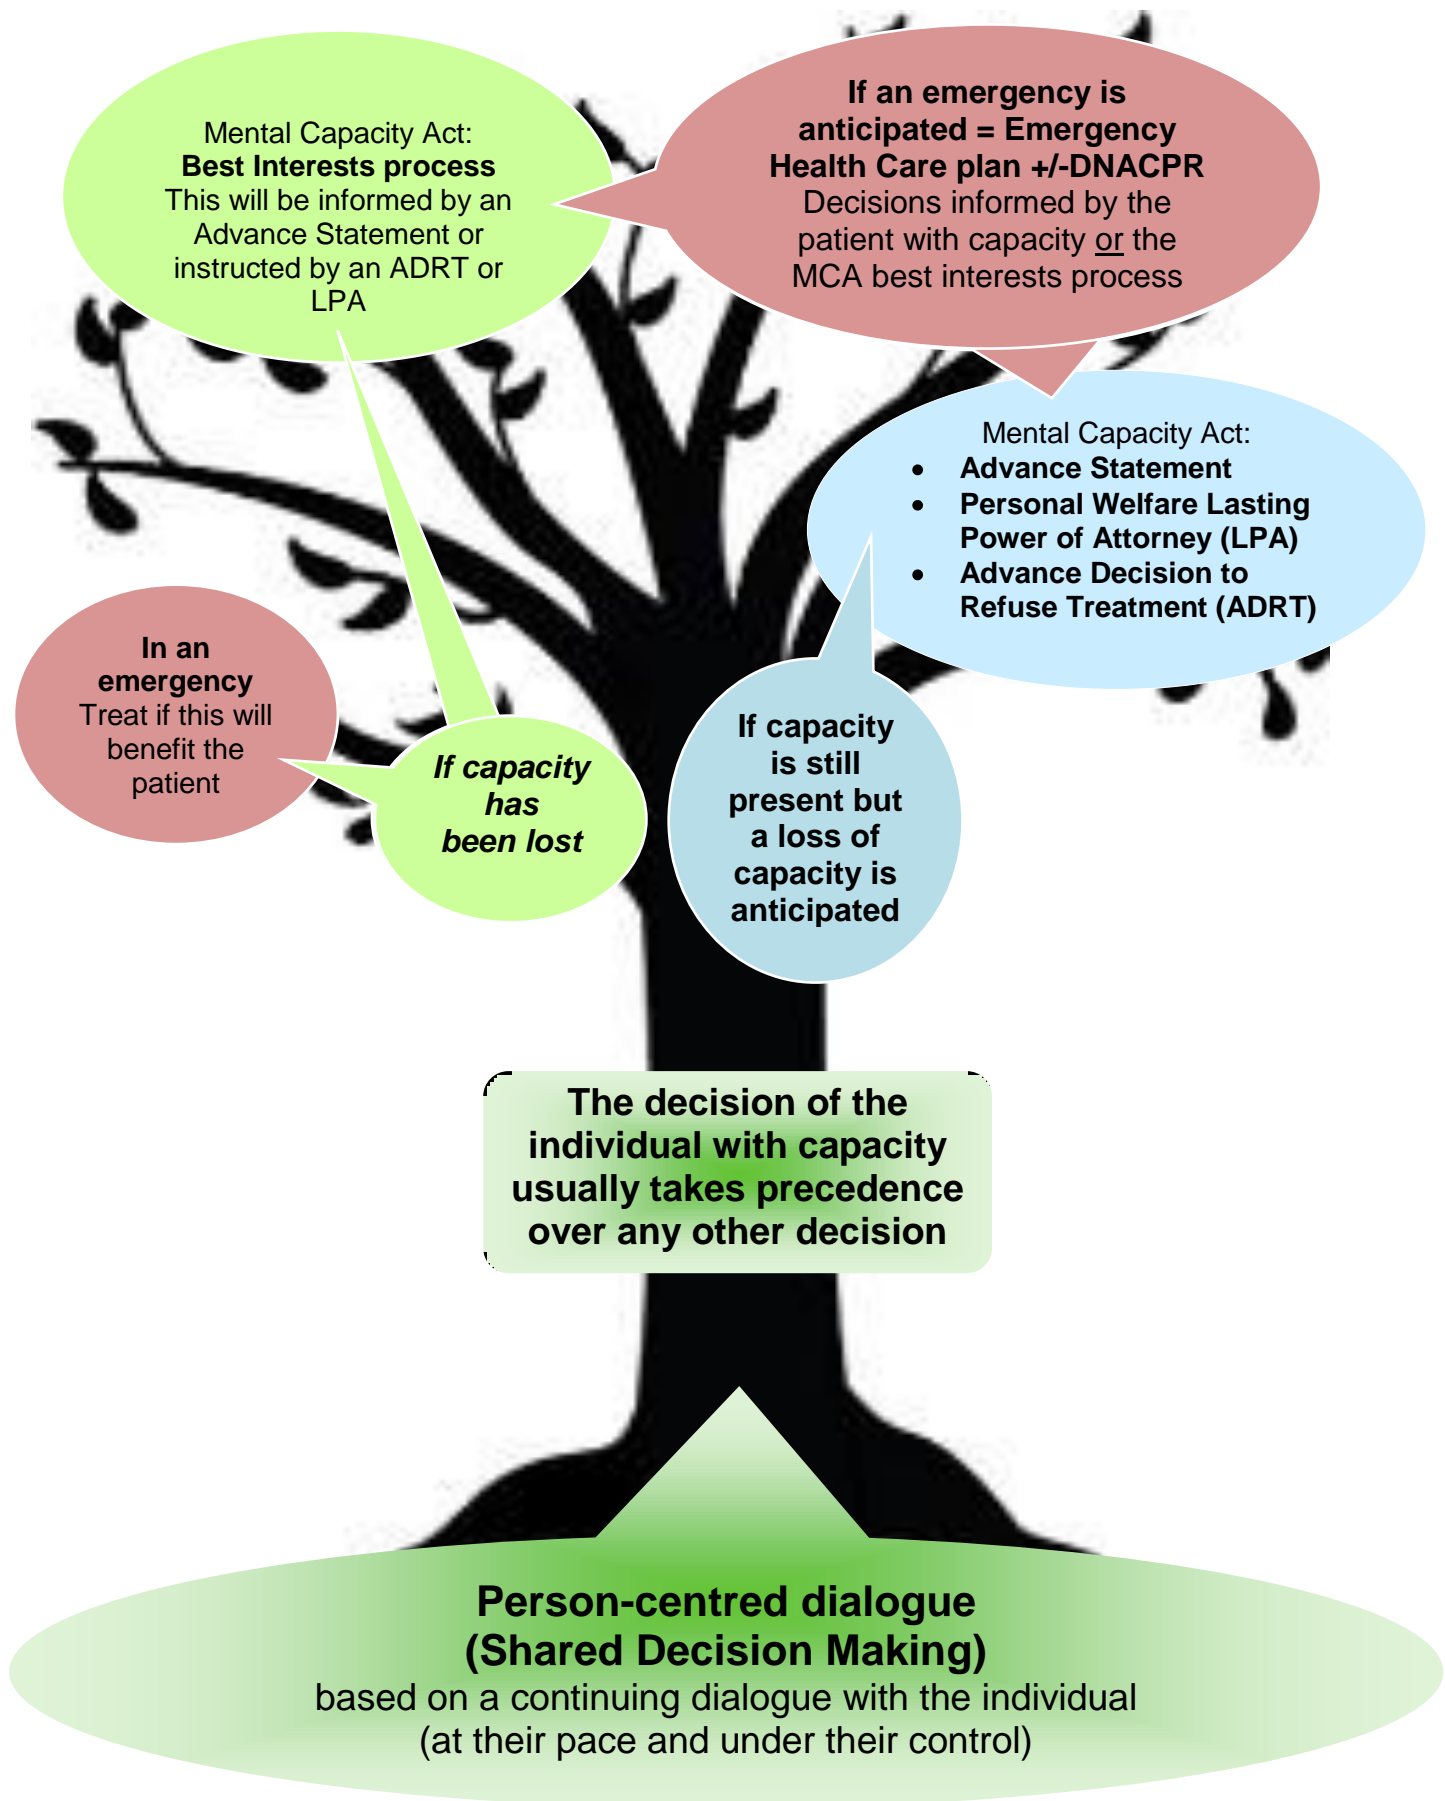 Mental Capacity Act:
Best Interests process
This will be informed by an
Advance Statement or
instructed by an ADRT or
LPA
If an emergency is
anticipated = Emergency
Health Care plan +/-DNACPR
Decisions informed by the
patient with capacity or the
MCA best interests process
Mental Capacity Act:
• Advance Statement
• Personal Welfare Lasting
Power of Attorney (LPA)
• Advance Decision to
Refuse Treatment (ADRT)
In an
emergency
Treat if this will
benefit the
patient
If capacity
has
been lost
If capacity
is still
present but
a loss of
capacity is
anticipated
The decision of the
individual with capacity
usually takes precedence
over any other decision
Person-centred dialogue
(Shared Decision Making)
based on a continuing dialogue with the individual
(at their pace and under their control)